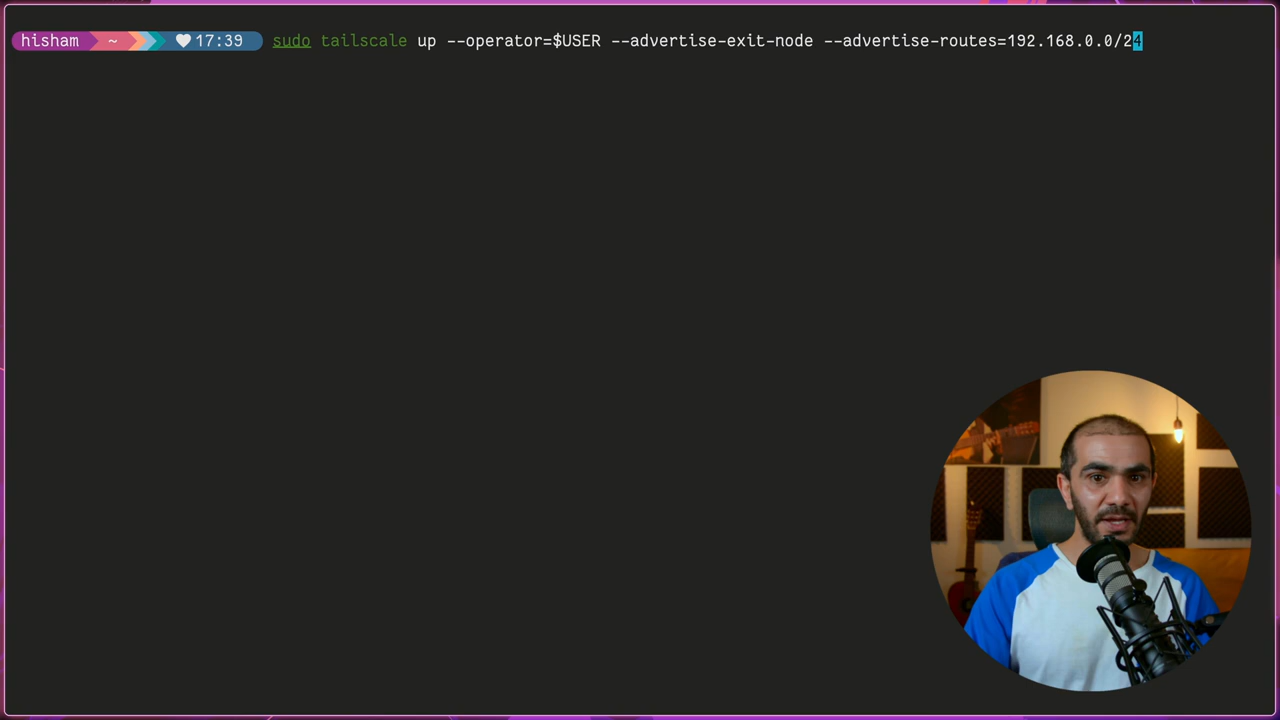 hisham ~ 17:39 sudo tailscale up --operator=$USER --advertise-exit-node --advertise-routes=192.168.0.0/24